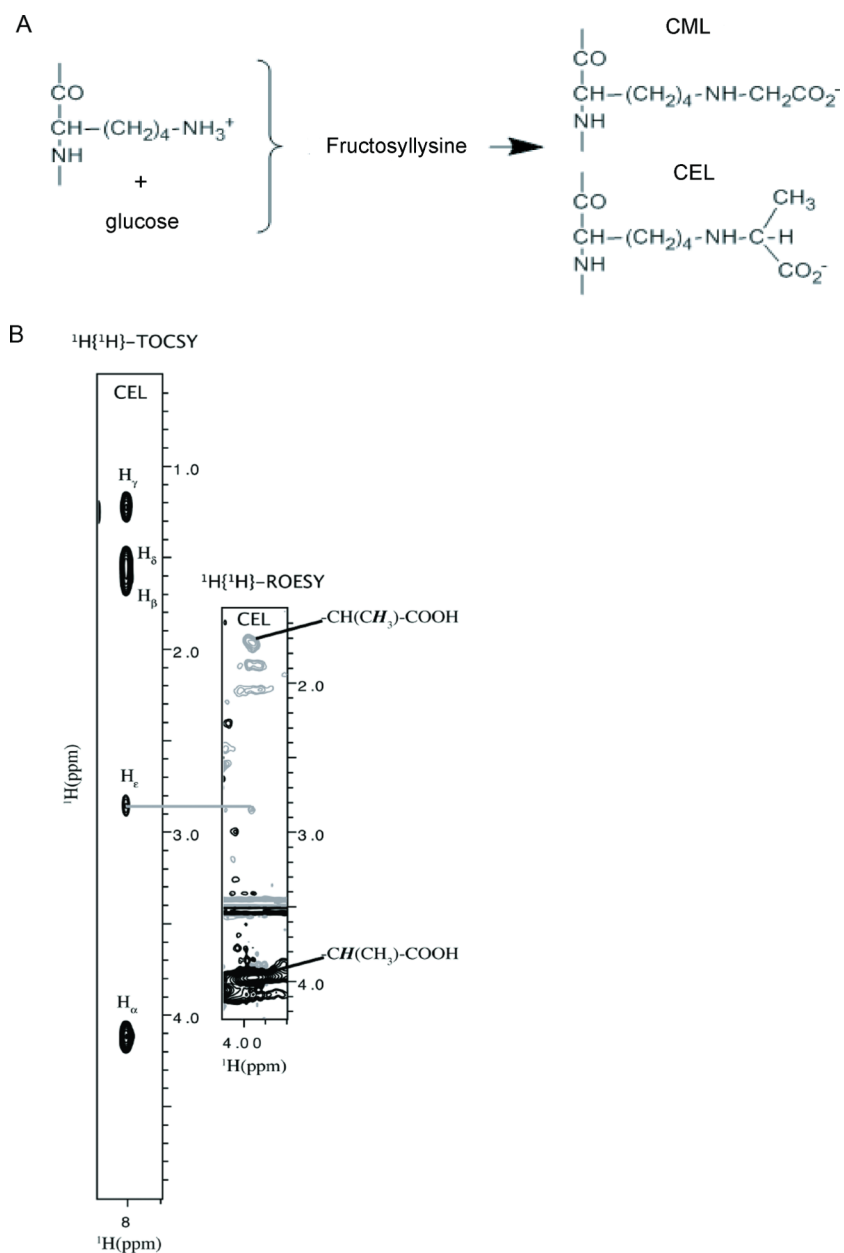 A
CO
CH–(CH₂)₄-NH₃⁺
NH
+
glucose
Fructosyllysine
CML
CO
CH–(CH₂)₄-NH-CH₂CO₂⁻
NH
CEL
CO
CH₃
CH–(CH₂)₄-NH-C-H
NH
CO₂⁻
B
¹H{¹H}–TOCSY
CEL
Hγ
1.0
Hδ
Hβ
2.0
Hε
3.0
Hα
4.0
¹H(ppm)
8
¹H(ppm)
¹H{¹H}–ROESY
CEL
-CH(CH₃)-COOH
2.0
3.0
-CH(CH₃)-COOH
4.0
4.00
¹H(ppm)